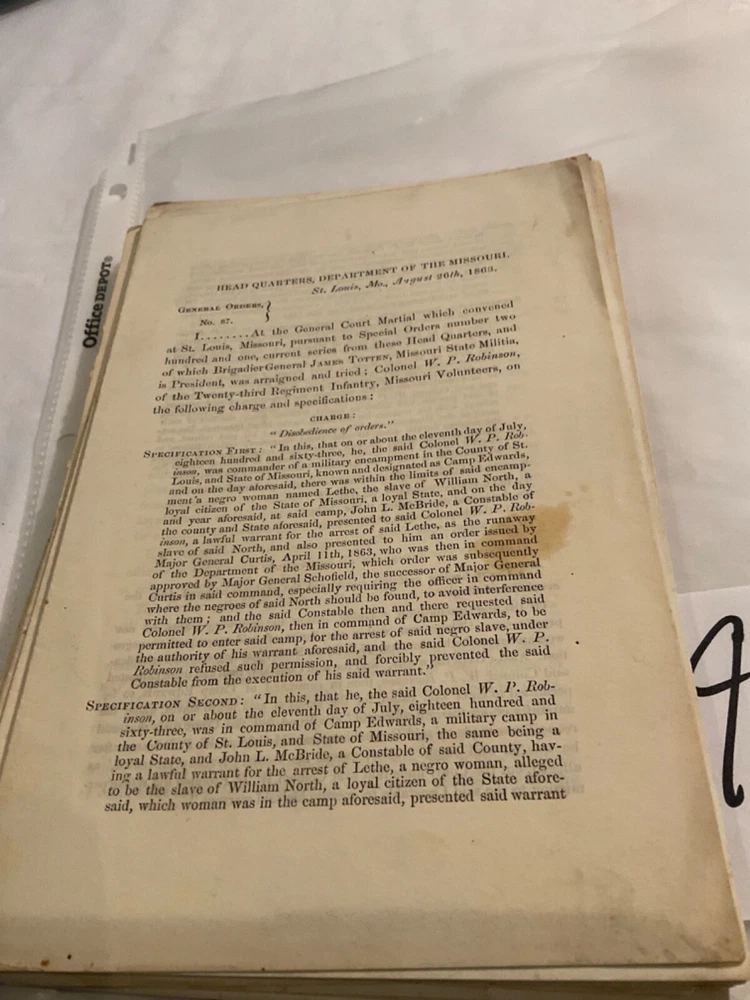 Office DEPOT®
HEAD QUARTERS, DEPARTMENT OF THE MISSOURI.
St. Louis, Mo., August 26th, 1863.
GENERAL ORDERS, }
No. 87.
I........At the General Court Martial which convened
at St. Louis, Missouri, pursuant to Special Orders number two
hundred and one, current series from these Head Quarters, and
of which Brigadier General JAMES TOTTEN, Missouri State Militia,
is President, was arraigned and tried; Colonel W. P. Robinson,
of the Twenty-third Regiment Infantry, Missouri Volunteers, on
the following charge and specifications:
CHARGE:
"Disobedience of orders."
SPECIFICATION FIRST: "In this, that on or about the eleventh day of July,
eighteen hundred and sixty-three, he, the said Colonel W. P. Rob-
inson, was commander of a military encampment in the County of St.
Louis, and State of Missouri, known and designated as Camp Edwards,
and on the day aforesaid, there was within the limits of said encamp-
ment a negro woman named Lethe, the slave of William North, a
loyal citizen of the State of Missouri, a loyal State, and on the day
and year aforesaid, at said camp, John L. McBride, a Constable of
the county and State aforesaid, presented to said Colonel W. P. Rob-
inson, a lawful warrant for the arrest of said Lethe, as the runaway
slave of said North, and also presented to him an order issued by
Major General Curtis, April 11th, 1863, who was then in command
of the Department of the Missouri, which order was subsequently
approved by Major General Schofield, the successor of Major General
Curtis in said command, especially requiring the officer in command
where the negroes of said North should be found, to avoid interference
with them; and the said Constable then and there requested said
Colonel W. P. Robinson, then in command of Camp Edwards, to be
permitted to enter said camp, for the arrest of said negro slave, under
the authority of his warrant aforesaid, and the said Colonel W. P.
Robinson refused such permission, and forcibly prevented the said
Constable from the execution of his said warrant."
SPECIFICATION SECOND: "In this, that he, the said Colonel W. P. Rob-
inson, on or about the eleventh day of July, eighteen hundred and
sixty-three, was in command of Camp Edwards, a military camp in
the County of St. Louis, and State of Missouri, the same being a
loyal State, and John L. McBride, a Constable of said County, hav-
ing a lawful warrant for the arrest of Lethe, a negro woman, alleged
to be the slave of William North, a loyal citizen of the State afore-
said, which woman was in the camp aforesaid, presented said warrant